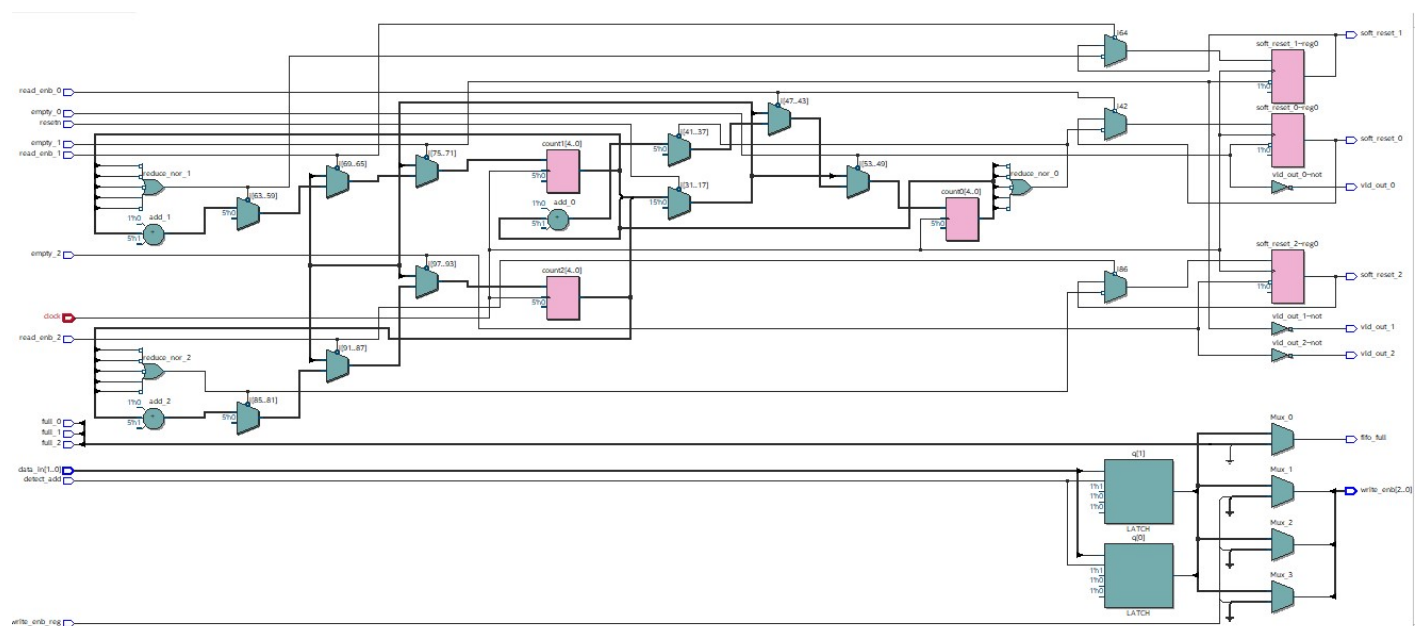 i64
soft_reset_1~reg0
soft_reset_1
1'h0
read_enb_0
i[47..43]
i42
empty_0
soft_reset_0~reg0
resetn
i[41..37]
soft_reset_0
empty_1
read_enb_1
i[75..71]
count1[4..0]
5'h0
1'h0
i[69..65]
i[53..49]
reduce_nor_1
reduce_nor_0
vld_out_0~not
vld_out_0
5'h0
i[31..17]
i[63..59]
count0[4..0]
1'h0
add_1
5'h0
1'h0
add_0
15'h0
5'h1
5'h1
5'h0
soft_reset_2~reg0
empty_2
i[97..93]
count2[4..0]
i86
soft_reset_2
5'h0
1'h0
clock
vld_out_1~not
vld_out_1
read_enb_2
i[91..87]
vld_out_2~not
vld_out_2
reduce_nor_2
i[85..81]
1'h0
add_2
5'h0
5'h1
full_0
full_1
full_2
Mux_0
fifo_full
q[1]
data_in[1..0]
detect_add
Mux_1
1'h1
1'h0
1'h0
write_enb[2..0]
LATCH
Mux_2
q[0]
1'h1
1'h0
1'h0
Mux_3
LATCH
write_enb_reg